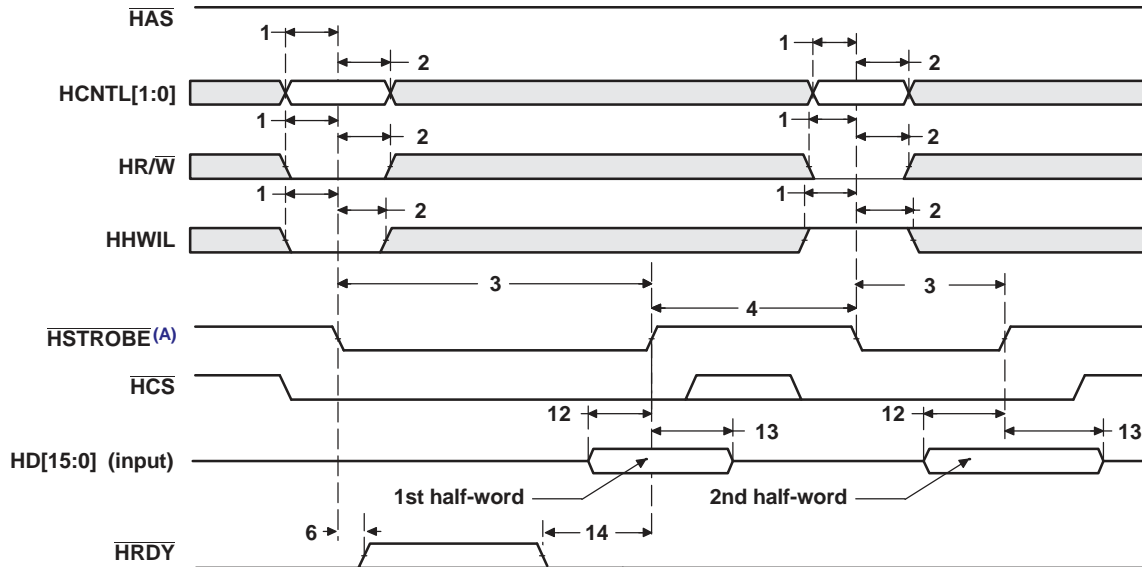 HAS
1
1
2
2
HCNTL[1:0]
1
1
2
2
HR/W
1
1
2
2
HHWIL
3
3
4
HSTROBE(A)
HCS
12
12
13
13
HD[15:0] (input)
1st half-word
2nd half-word
6
14
HRDY